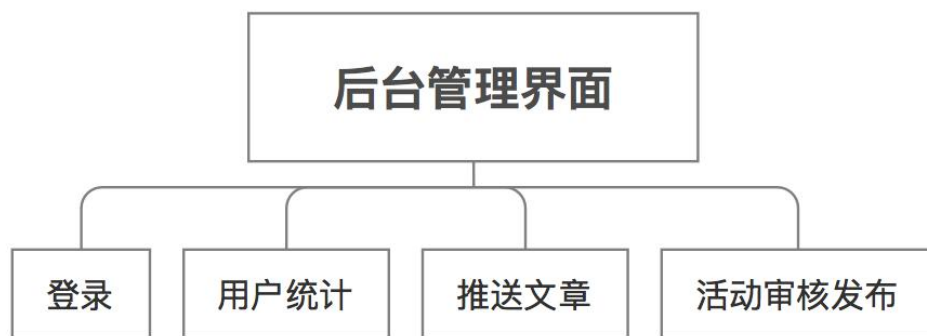 后台管理界面
登录
用户统计
推送文章
活动审核发布